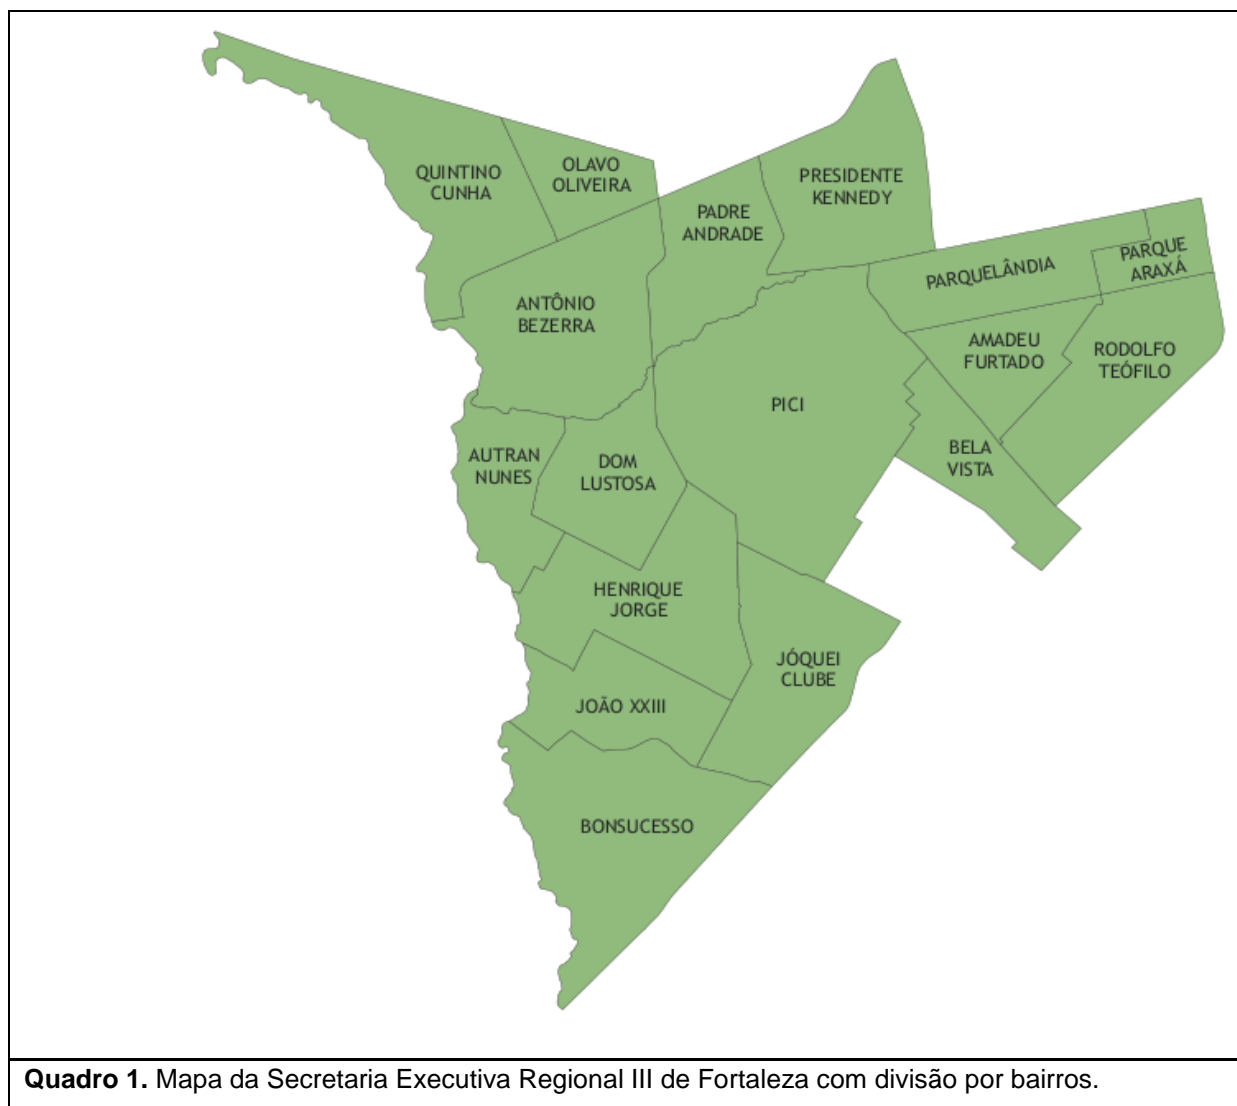 QUINTINO
CUNHA
OLAVO
OLIVEIRA
PADRE
ANDRADE
PRESIDENTE
KENNEDY
PARQUELÂNDIA
PARQUE
ARAXÁ
ANTÔNIO
BEZERRA
AMADEU
FURTADO
RODOLFO
TEÓFILO
PICI
BELA
VISTA
AUTRAN
NUNES
DOM
LUSTOSA
HENRIQUE
JORGE
JÓQUEI
CLUBE
JOÃO XXIII
BONSUCESSO
Quadro 1. Mapa da Secretaria Executiva Regional III de Fortaleza com divisão por bairros.